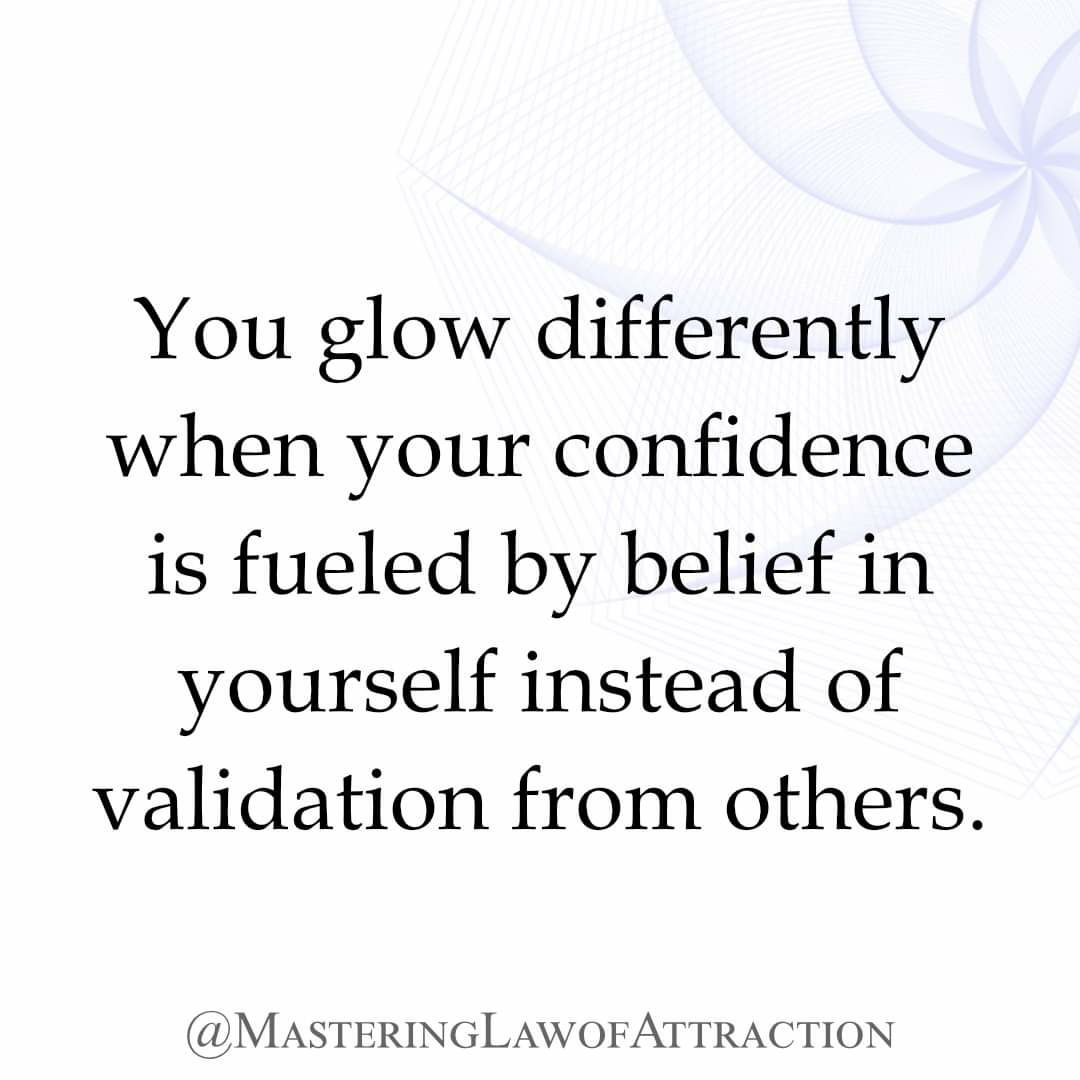 You glow differently
when your confidence
is fueled by belief in
yourself instead of
validation from others.
@MasteringLawofAttraction